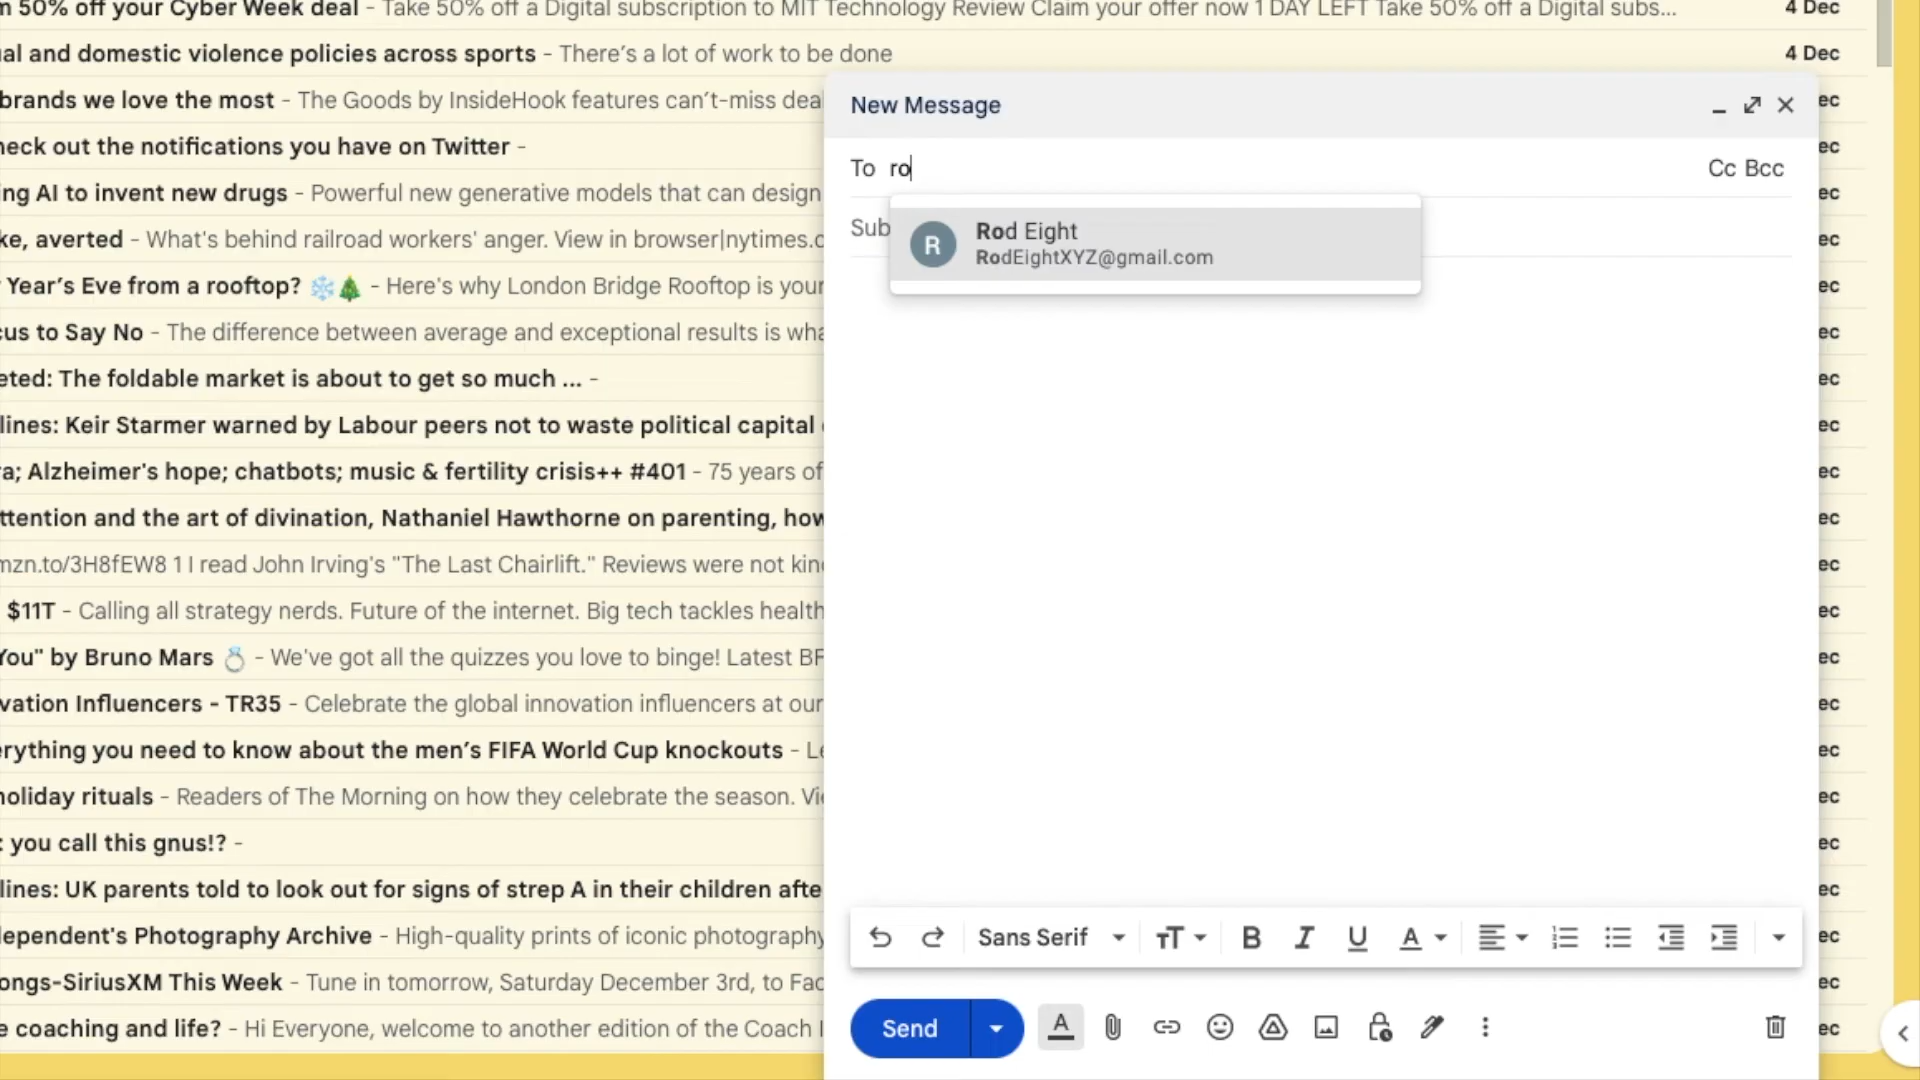 n 50% off your Cyber Week deal - Take 50% off a Digital subscription to MIT Technology Review Claim your offer now 1 DAY LEFT Take 50% off a Digital subs... 4 Dec
ual and domestic violence policies across sports - There's a lot of work to be done 4 Dec
brands we love the most - The Goods by InsideHook features can't-miss dea ec
heck out the notifications you have on Twitter - ec
ing AI to invent new drugs - Powerful new generative models that can design ec
ke, averted - What's behind railroad workers' anger. View in browser|nytimes.c ec
Year's Eve from a rooftop? ❄️🎄 - Here's why London Bridge Rooftop is your ec
cus to Say No - The difference between average and exceptional results is wha ec
eted: The foldable market is about to get so much ... - ec
lines: Keir Starmer warned by Labour peers not to waste political capital ec
ra; Alzheimer's hope; chatbots; music & fertility crisis++ #401 - 75 years of ec
ttention and the art of divination, Nathaniel Hawthorne on parenting, how ec
mzn.to/3H8fEW8 1 I read John Irving's "The Last Chairlift." Reviews were not kin ec
$11T - Calling all strategy nerds. Future of the internet. Big tech tackles health ec
You" by Bruno Mars 💍 - We've got all the quizzes you love to binge! Latest BF ec
vation Influencers - TR35 - Celebrate the global innovation influencers at our ec
erything you need to know about the men's FIFA World Cup knockouts - Le ec
holiday rituals - Readers of The Morning on how they celebrate the season. Vie ec
: you call this gnus!? - ec
lines: UK parents told to look out for signs of strep A in their children afte ec
dependent's Photography Archive - High-quality prints of iconic photography ec
ongs-SiriusXM This Week - Tune in tomorrow, Saturday December 3rd, to Fac ec
e coaching and life? - Hi Everyone, welcome to another edition of the Coach ec
New Message
To ro Cc Bcc
Sub
Rod Eight
RodEightXYZ@gmail.com
Sans Serif
Send